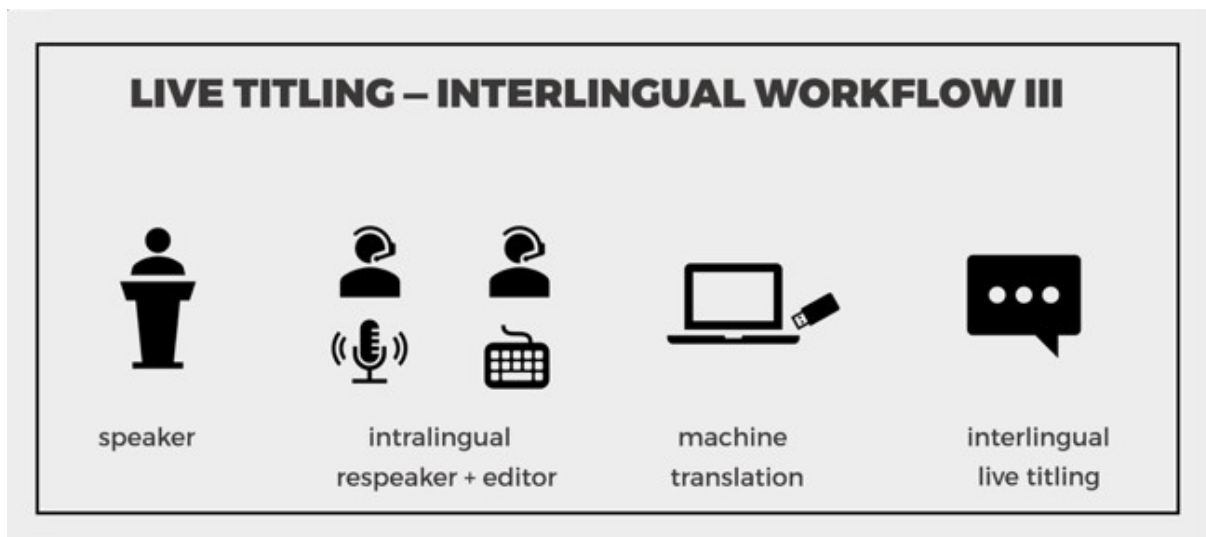 LIVE TITLING – INTERLINGUAL WORKFLOW III
speaker
intralingual
respeaker + editor
machine
translation
interlingual
live titling